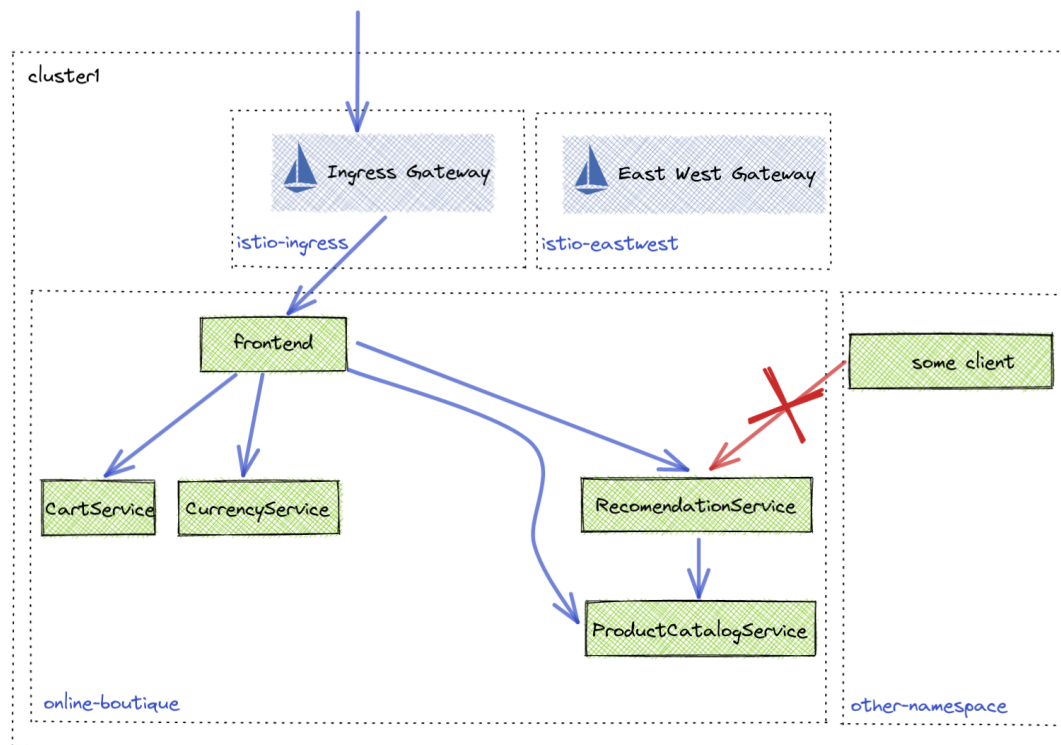 cluster1
Ingress Gateway
East West Gateway
istio-ingress
istio-eastwest
frontend
some client
CartService
CurrencyService
RecomendationService
ProductCatalogService
online-boutique
other-namespace